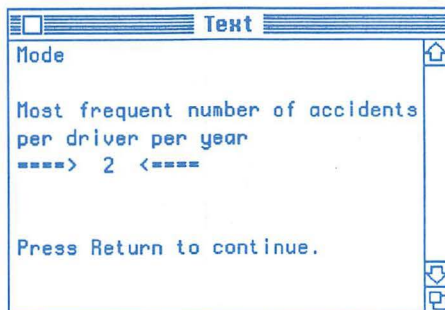 Text
Mode
Most frequent number of accidents
per driver per year
====> 2 <====
Press Return to continue.